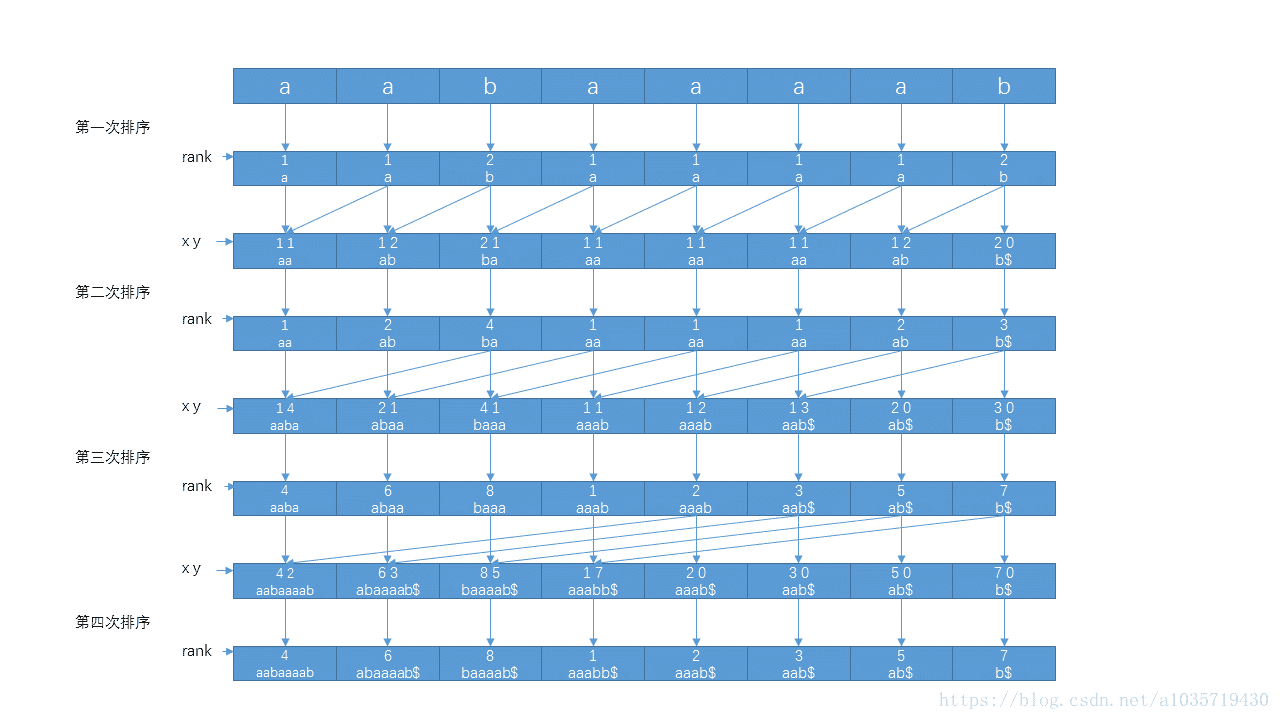 a a b a a a a b
第一次排序
rank 1 1 2 1 1 1 1 2
a a b a a a a b
x y 1 1 1 2 2 1 1 1 1 1 1 1 1 2 2 0
aa ab ba aa aa aa ab b$
第二次排序
rank 1 2 4 1 1 1 2 3
aa ab ba aa aa aa ab b$
x y 1 4 2 1 4 1 1 1 1 2 1 3 2 0 3 0
aaba abaa baaa aaab aaab aab$ ab$ b$
第三次排序
rank 4 6 8 1 2 3 5 7
aaba abaa baaa aaab aaab aab$ ab$ b$
x y 4 2 6 3 8 5 1 7 2 0 3 0 5 0 7 0
aabaaaab abaaaab$ baaaab$ aaabb$ aaab$ aab$ ab$ b$
第四次排序
rank 4 6 8 1 2 3 5 7
aabaaaab abaaaab$ baaaab$ aaabb$ aaab$ aab$ ab$ b$
https://blog.csdn.net/a1035719430